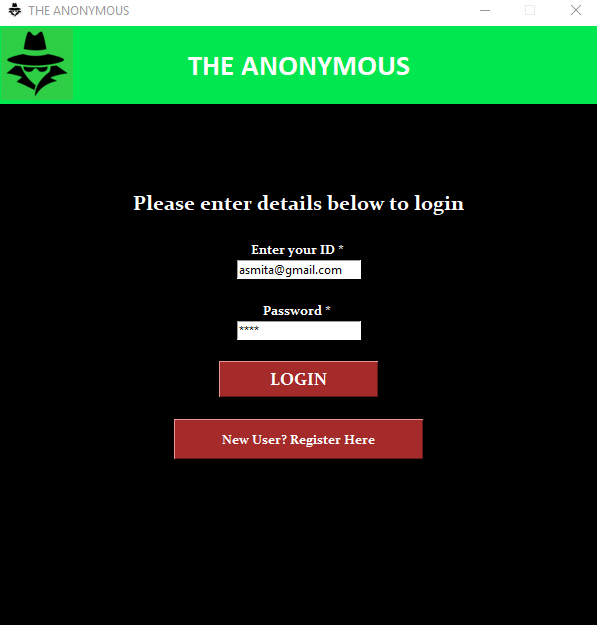 THE ANONYMOUS
THE ANONYMOUS
Please enter details below to login
Enter your ID *
asmita@gmail.com
Password *
****
LOGIN
New User? Register Here